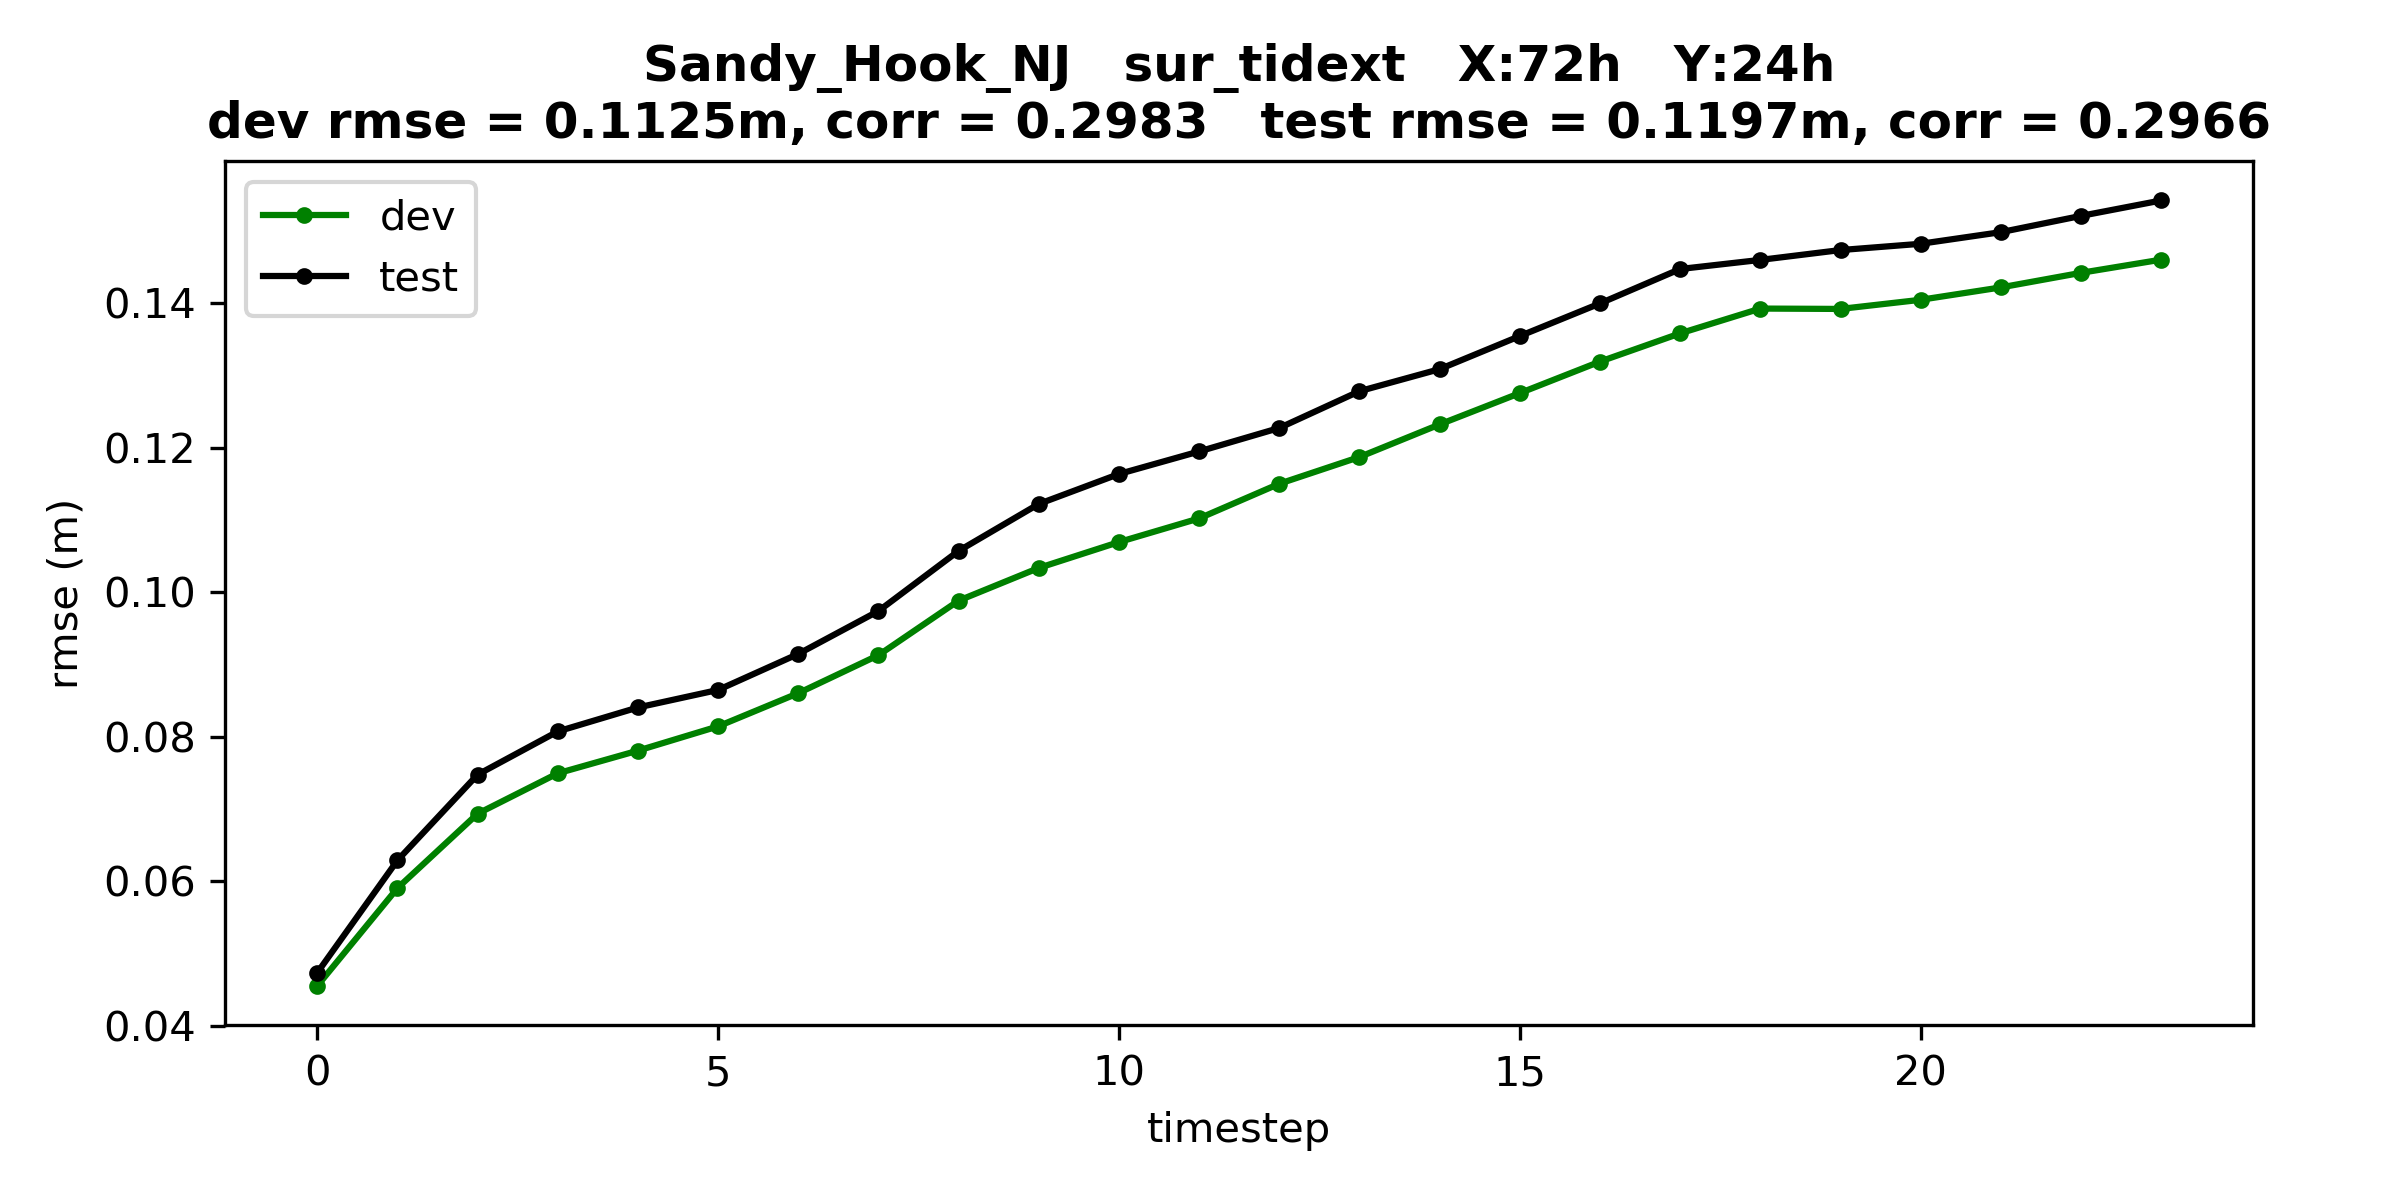 Sandy_Hook_NJ   sur_tidext   X:72h   Y:24h
dev rmse = 0.1125m, corr = 0.2983   test rmse = 0.1197m, corr = 0.2966
dev
test
0.14
0.12
0.10
0.08
0.06
0.04
rmse (m)
0 5 10 15 20
timestep